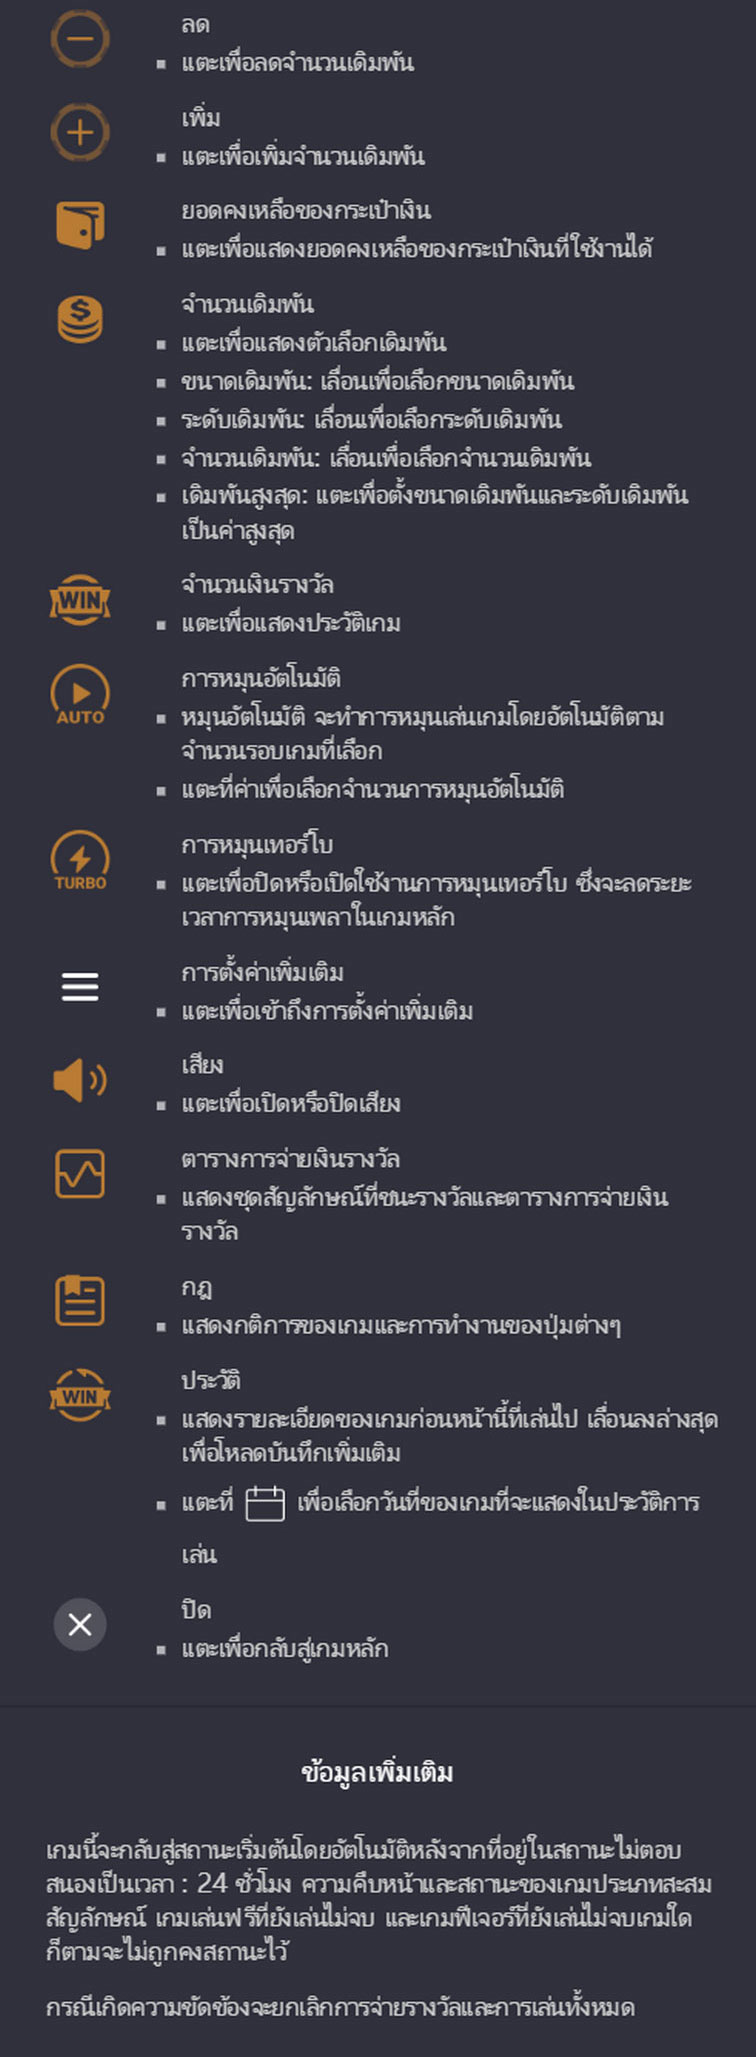 ลด
แตะเพื่อลดจำนวนเดิมพัน
เพิ่ม
แตะเพื่อเพิ่มจำนวนเดิมพัน
ยอดคงเหลือของกระเป๋าเงิน
แตะเพื่อแสดงยอดคงเหลือของกระเป๋าเงินที่ใช้งานได้
$
จำนวนเดิมพัน
แตะเพื่อแสดงตัวเลือกเดิมพัน
ขนาดเดิมพัน: เลื่อนเพื่อเลือกขนาดเดิมพัน
ระดับเดิมพัน: เลื่อนเพื่อเลือกระดับเดิมพัน
จำนวนเดิมพัน: เลื่อนเพื่อเลือกจำนวนเดิมพัน
เดิมพันสูงสุด: แตะเพื่อตั้งขนาดเดิมพันและระดับเดิมพัน
เป็นค่าสูงสุด
WIN
จำนวนเงินรางวัล
แตะเพื่อแสดงประวัติเกม
AUTO
การหมุนอัตโนมัติ
หมุนอัตโนมัติ จะทำการหมุนเล่นเกมโดยอัตโนมัติตาม
จำนวนรอบเกมที่เลือก
แตะที่ค่าเพื่อเลือกจำนวนการหมุนอัตโนมัติ
TURBO
การหมุนเทอร์โบ
แตะเพื่อปิดหรือเปิดใช้งานการหมุนเทอร์โบ ซึ่งจะลดระยะ
เวลาการหมุนเพลาในเกมหลัก
การตั้งค่าเพิ่มเติม
แตะเพื่อเข้าถึงการตั้งค่าเพิ่มเติม
เสียง
แตะเพื่อเปิดหรือปิดเสียง
ตารางการจ่ายเงินรางวัล
แสดงชุดสัญลักษณ์ที่ชนะรางวัลและตารางการจ่ายเงิน
รางวัล
กฎ
แสดงกติการของเกมและการทำงานของปุ่มต่างๆ
WIN
ประวัติ
แสดงรายละเอียดของเกมก่อนหน้านี้ที่เล่นไป เลื่อนลงล่างสุด
เพื่อโหลดบันทึกเพิ่มเติม
แตะที่ เพื่อเลือกวันที่ของเกมที่จะแสดงในประวัติการ
เล่น
ปิด
แตะเพื่อกลับสู่เกมหลัก
ข้อมูลเพิ่มเติม
เกมนี้จะกลับสู่สถานะเริ่มต้นโดยอัตโนมัติหลังจากที่อยู่ในสถานะไม่ตอบ
สนองเป็นเวลา : 24 ชั่วโมง ความคืบหน้าและสถานะของเกมประเภทสะสม
สัญลักษณ์ เกมเล่นฟรีที่ยังเล่นไม่จบ และเกมฟีเจอร์ที่ยังเล่นไม่จบเกมใด
ก็ตามจะไม่ถูกคงสถานะไว้
กรณีเกิดความขัดข้องจะยกเลิกการจ่ายรางวัลและการเล่นทั้งหมด